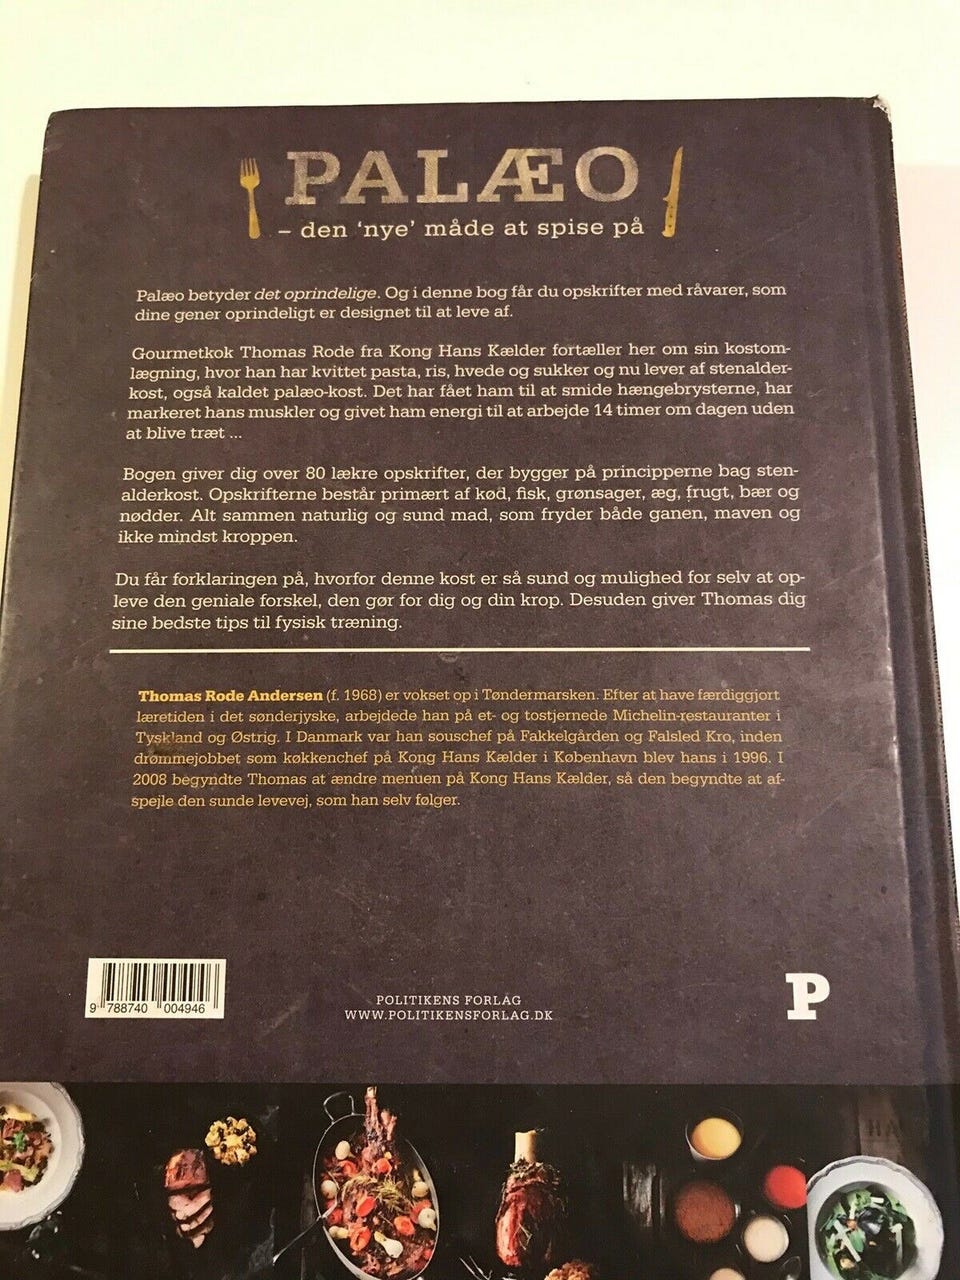 PALÆO
– den 'nye' måde at spise på
Palæo betyder det oprindelige. Og i denne bog får du opskrifter med råvarer, som
dine gener oprindeligt er designet til at leve af.
Gourmetkok Thomas Rode fra Kong Hans Kælder fortæller her om sin kostom-
lægning, hvor han har kvittet pasta, ris, hvede og sukker og nu lever af stenalder-
kost, også kaldet palæo-kost. Det har fået ham til at smide hængebrysterne, har
markeret hans muskler og givet ham energi til at arbejde 14 timer om dagen uden
at blive træt ...
Bogen giver dig over 80 lækre opskrifter, der bygger på principperne bag sten-
alderkost. Opskrifterne består primært af kød, fisk, grønsager, æg, frugt, bær og
nødder. Alt sammen naturlig og sund mad, som fryder både ganen, maven og
ikke mindst kroppen.
Du får forklaringen på, hvorfor denne kost er så sund og mulighed for selv at op-
leve den geniale forskel, den gør for dig og din krop. Desuden giver Thomas dig
sine bedste tips til fysisk træning.
Thomas Rode Andersen (f. 1968) er vokset op i Tøndermarsken. Efter at have færdiggjort
læretiden i det sønderjyske, arbejdede han på et- og tostjernede Michelin-restauranter i
Tyskland og Østrig. I Danmark var han souschef på Fakkelgården og Falsled Kro, inden
drømmejobbet som køkkenchef på Kong Hans Kælder i København blev hans i 1996. I
2008 begyndte Thomas at ændre menuen på Kong Hans Kælder, så den begyndte at af-
spejle den sunde levevej, som han selv følger.
9 788740 004946
POLITIKENS FORLAG
WWW.POLITIKENSFORLAG.DK
P